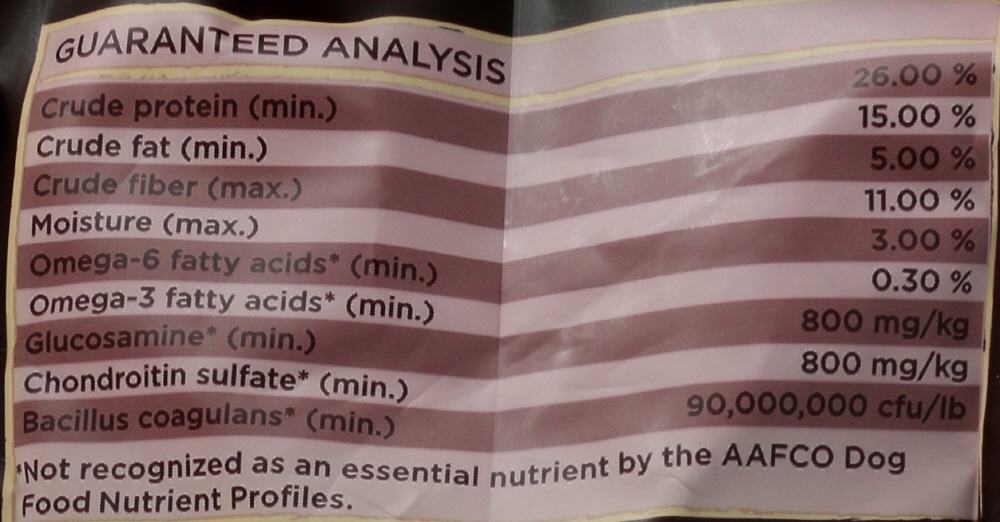 GUARANTEED ANALYSIS
Crude protein (min.) 26.00 %
Crude fat (min.) 15.00 %
Crude fiber (max.) 5.00 %
Moisture (max.) 11.00 %
Omega-6 fatty acids* (min.) 3.00 %
Omega-3 fatty acids* (min.) 0.30 %
Glucosamine* (min.) 800 mg/kg
Chondroitin sulfate* (min.) 800 mg/kg
Bacillus coagulans* (min.) 90,000,000 cfu/lb
*Not recognized as an essential nutrient by the AAFCO Dog
Food Nutrient Profiles.